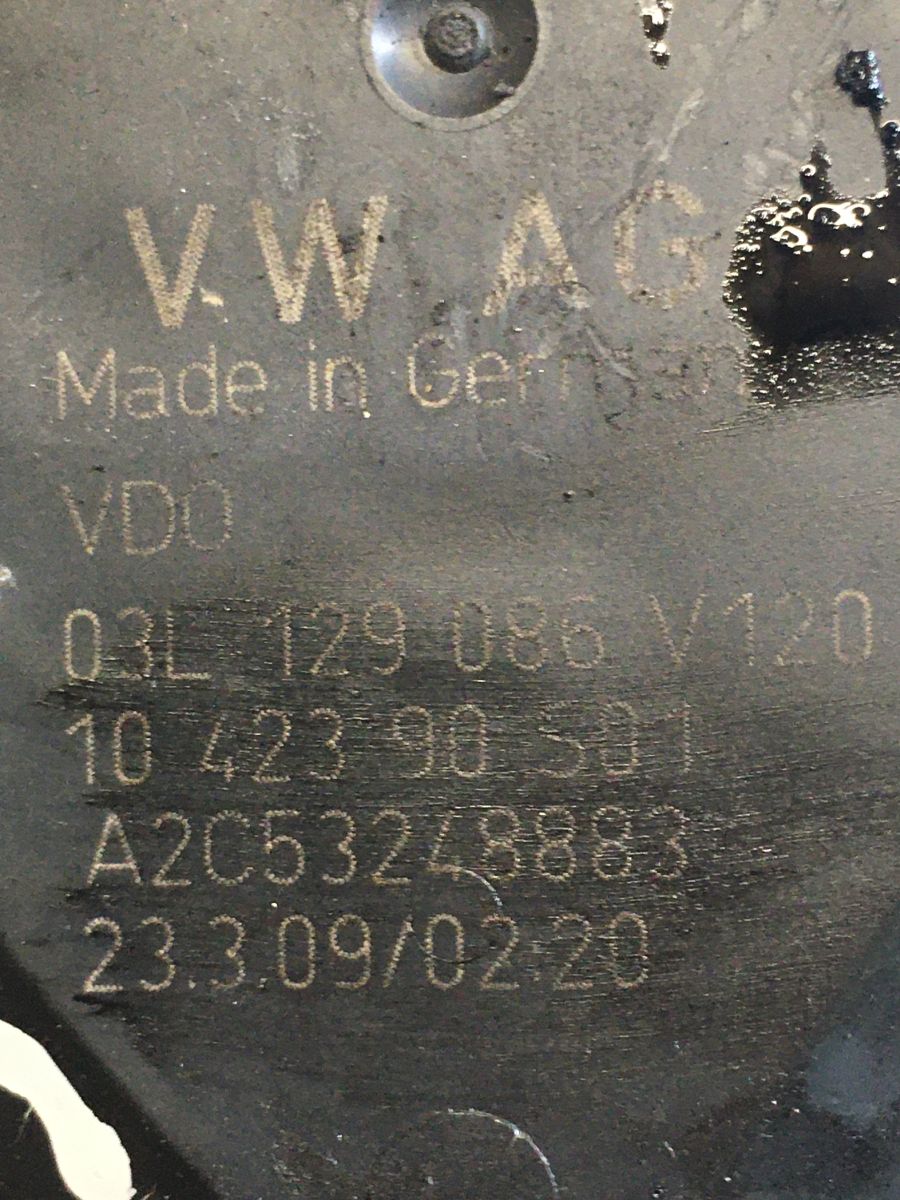 VW AG
Made in Germany
VDO
03L 129 086 V120
10 423 90 S01
A2C53248883
23.3.09/02:20